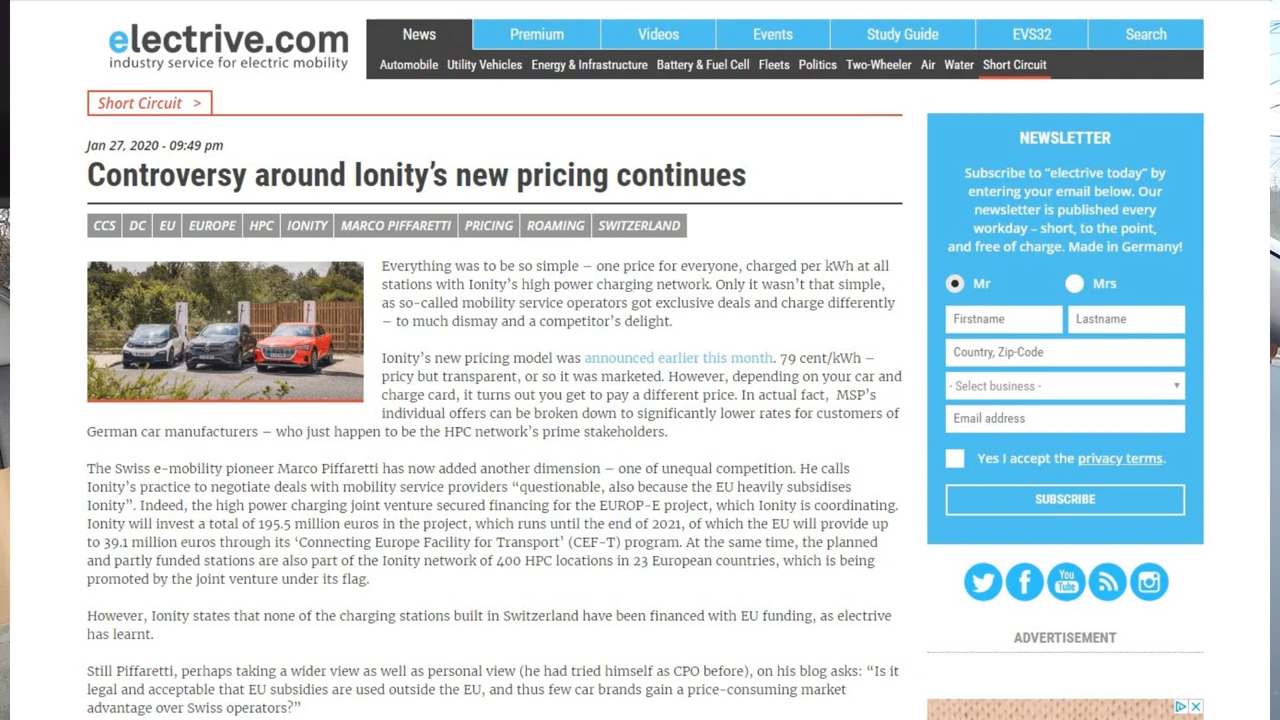 electrive.com
industry service for electric mobility
News Premium Videos Events Study Guide EVS32 Search
Automobile Utility Vehicles Energy & Infrastructure Battery & Fuel Cell Fleets Politics Two-Wheeler Air Water Short Circuit
Short Circuit >
Jan 27, 2020 - 09:49 pm
Controversy around Ionity’s new pricing continues
CCS DC EU EUROPE HPC IONITY MARCO PIFFARETTI PRICING ROAMING SWITZERLAND
Everything was to be so simple – one price for everyone, charged per kWh at all
stations with Ionity’s high power charging network. Only it wasn’t that simple,
as so-called mobility service operators got exclusive deals and charge differently
– to much dismay and a competitor’s delight.
Ionity’s new pricing model was announced earlier this month. 79 cent/kWh –
pricy but transparent, or so it was marketed. However, depending on your car and
charge card, it turns out you get to pay a different price. In actual fact, MSP’s
individual offers can be broken down to significantly lower rates for customers of
German car manufacturers – who just happen to be the HPC network’s prime stakeholders.
The Swiss e-mobility pioneer Marco Piffaretti has now added another dimension – one of unequal competition. He calls
Ionity’s practice to negotiate deals with mobility service providers “questionable, also because the EU heavily subsidises
Ionity”. Indeed, the high power charging joint venture secured financing for the EUROP-E project, which Ionity is coordinating.
Ionity will invest a total of 195.5 million euros in the project, which runs until the end of 2021, of which the EU will provide up
to 39.1 million euros through its ‘Connecting Europe Facility for Transport’ (CEF-T) program. At the same time, the planned
and partly funded stations are also part of the Ionity network of 400 HPC locations in 23 European countries, which is being
promoted by the joint venture under its flag.
However, Ionity states that none of the charging stations built in Switzerland have been financed with EU funding, as electrive
has learnt.
Still Piffaretti, perhaps taking a wider view as well as personal view (he had tried himself as CPO before), on his blog asks: “Is it
legal and acceptable that EU subsidies are used outside the EU, and thus few car brands gain a price-consuming market
advantage over Swiss operators?”
NEWSLETTER
Subscribe to “electrive today” by
entering your email below. Our
newsletter is published every
workday – short, to the point,
and free of charge. Made in Germany!
Mr Mrs
Firstname Lastname
Country, Zip-Code
- Select business -
Email address
Yes I accept the privacy terms.
SUBSCRIBE
You
Tube
ADVERTISEMENT